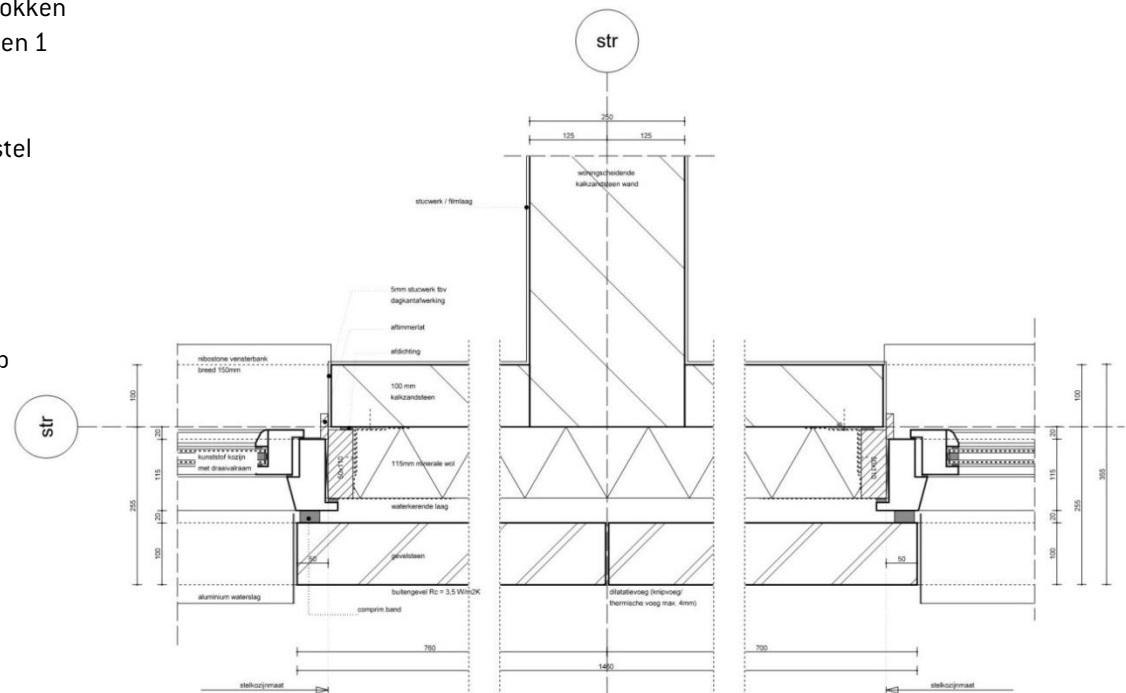 okken
en 1
stel
str
250
125
125
woningscheidende
kalkzandsteen wand
stucwerk / filmlaag
5mm stucwerk tbv
dagkantafwerking
aftimmerlat
afdichting
nibostone vensterbank
breed 150mm
100 mm
kalkzandsteen
100
100
str
20
20
kunststof kozijn
met draaivalraam
50x110
115mm minerale wol
115
115
255
255
355
waterkerende laag
20
20
100
100
50
gevelsteen
50
buitengevel Rc = 3,5 W/m2K
dilatatievoeg (knipvoeg/
thermische voeg max. 4mm)
aluminium waterslag
comprim.band
760
700
1460
stelkozijnmaat
stelkozijnmaat